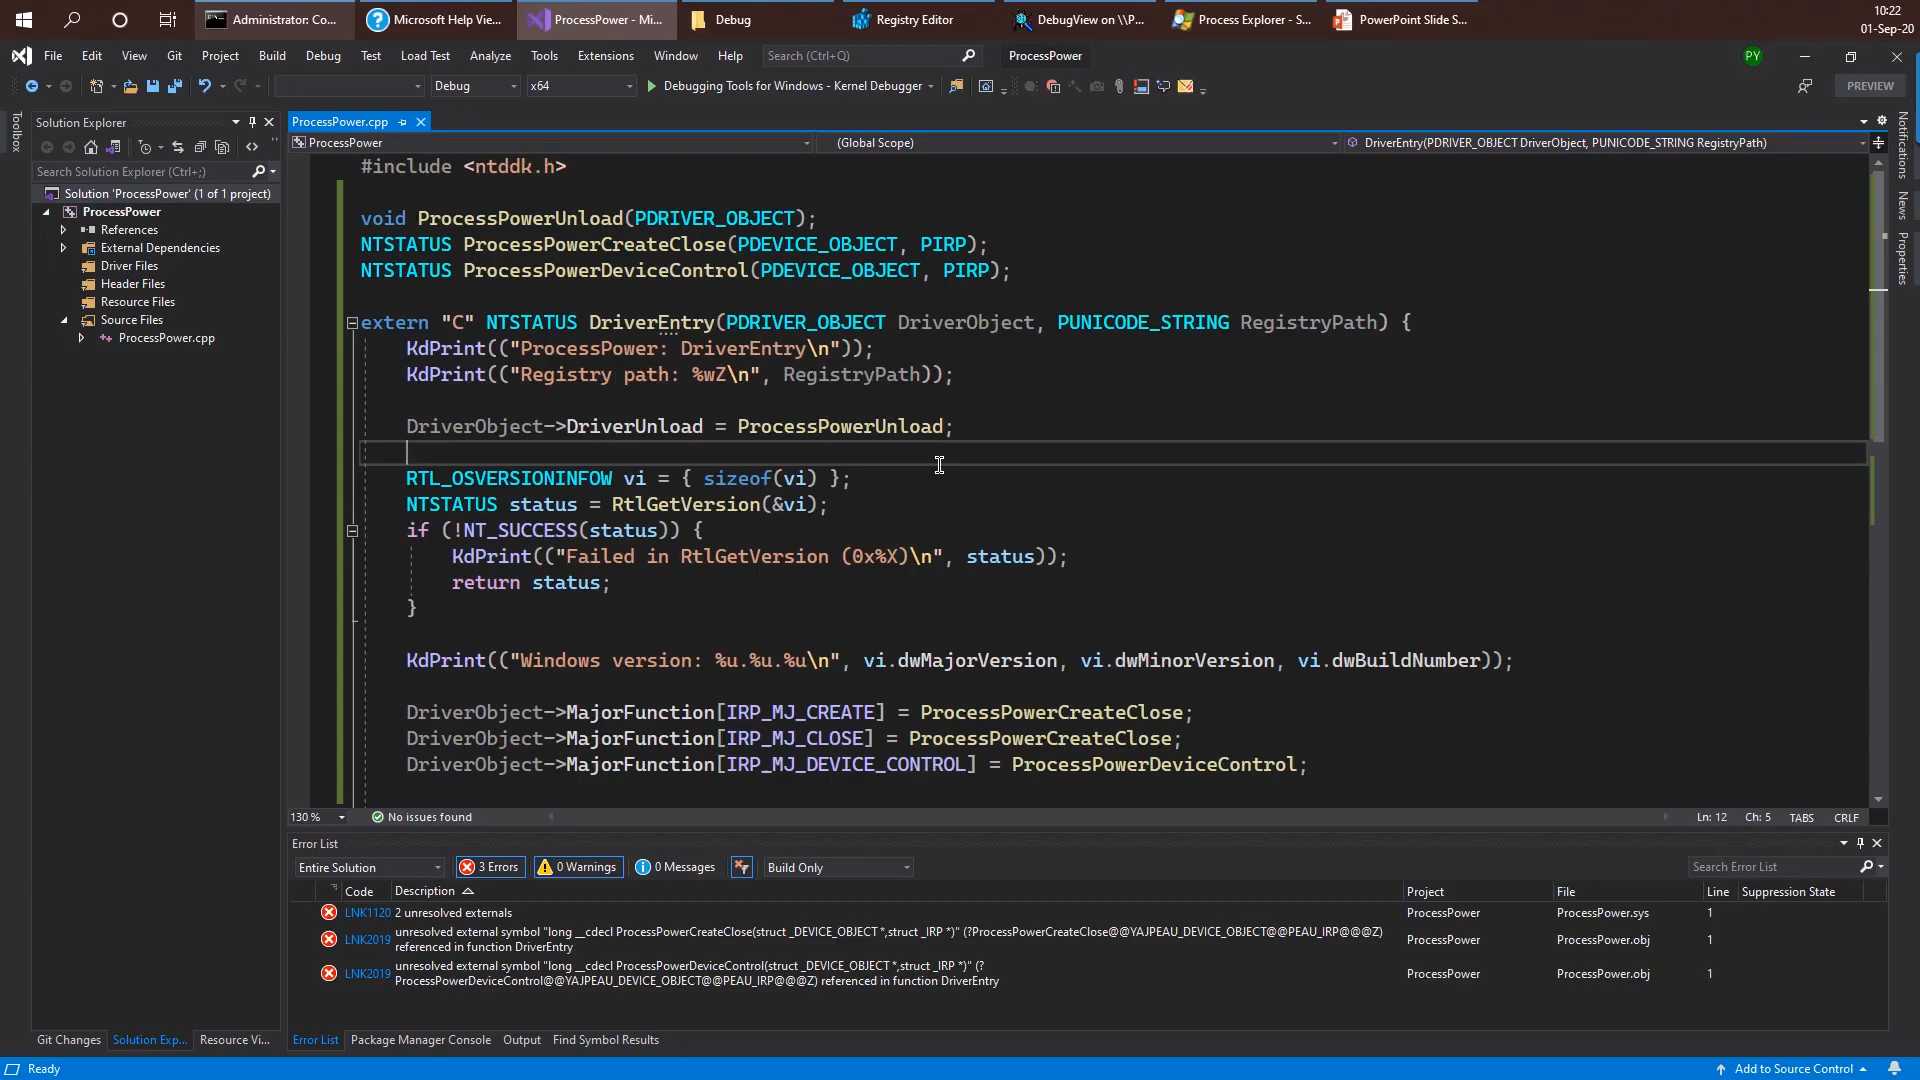 Administrator: Co...
Microsoft Help Vie...
ProcessPower - Mi...
Debug
Registry Editor
DebugView on \\P...
Process Explorer - S...
PowerPoint Slide S...
10:22
01-Sep-20
File Edit View Git Project Build Debug Test Load Test Analyze Tools Extensions Window Help
Search (Ctrl+Q)
ProcessPower
PY
Debug
x64
Debugging Tools for Windows - Kernel Debugger
PREVIEW
Toolbox
Solution Explorer
Search Solution Explorer (Ctrl+;)
Solution 'ProcessPower' (1 of 1 project)
ProcessPower
References
External Dependencies
Driver Files
Header Files
Resource Files
Source Files
ProcessPower.cpp
ProcessPower.cpp
ProcessPower
(Global Scope)
DriverEntry(PDRIVER_OBJECT DriverObject, PUNICODE_STRING RegistryPath)
#include <ntddk.h>
void ProcessPowerUnload(PDRIVER_OBJECT);
NTSTATUS ProcessPowerCreateClose(PDEVICE_OBJECT, PIRP);
NTSTATUS ProcessPowerDeviceControl(PDEVICE_OBJECT, PIRP);
extern "C" NTSTATUS DriverEntry(PDRIVER_OBJECT DriverObject, PUNICODE_STRING RegistryPath) {
KdPrint(("ProcessPower: DriverEntry\n"));
KdPrint(("Registry path: %wZ\n", RegistryPath));
DriverObject->DriverUnload = ProcessPowerUnload;
RTL_OSVERSIONINFOW vi = { sizeof(vi) };
NTSTATUS status = RtlGetVersion(&vi);
if (!NT_SUCCESS(status)) {
KdPrint(("Failed in RtlGetVersion (0x%X)\n", status));
return status;
}
KdPrint(("Windows version: %u.%u.%u\n", vi.dwMajorVersion, vi.dwMinorVersion, vi.dwBuildNumber));
DriverObject->MajorFunction[IRP_MJ_CREATE] = ProcessPowerCreateClose;
DriverObject->MajorFunction[IRP_MJ_CLOSE] = ProcessPowerCreateClose;
DriverObject->MajorFunction[IRP_MJ_DEVICE_CONTROL] = ProcessPowerDeviceControl;
Notifications
News
Properties
130 %
No issues found
Ln: 12
Ch: 5
TABS
CRLF
Error List
Entire Solution
3 Errors
0 Warnings
0 Messages
Build Only
Search Error List
Code Description Project File Line Suppression State
LNK1120 2 unresolved externals ProcessPower ProcessPower.sys 1
LNK2019 unresolved external symbol "long __cdecl ProcessPowerCreateClose(struct _DEVICE_OBJECT *,struct _IRP *)" (?ProcessPowerCreateClose@@YAJPEAU_DEVICE_OBJECT@@PEAU_IRP@@@Z)
referenced in function DriverEntry ProcessPower ProcessPower.obj 1
LNK2019 unresolved external symbol "long __cdecl ProcessPowerDeviceControl(struct _DEVICE_OBJECT *,struct _IRP *)" (?
ProcessPowerDeviceControl@@YAJPEAU_DEVICE_OBJECT@@PEAU_IRP@@@Z) referenced in function DriverEntry ProcessPower ProcessPower.obj 1
Git Changes
Solution Exp...
Resource Vi...
Error List
Package Manager Console
Output
Find Symbol Results
Ready
Add to Source Control